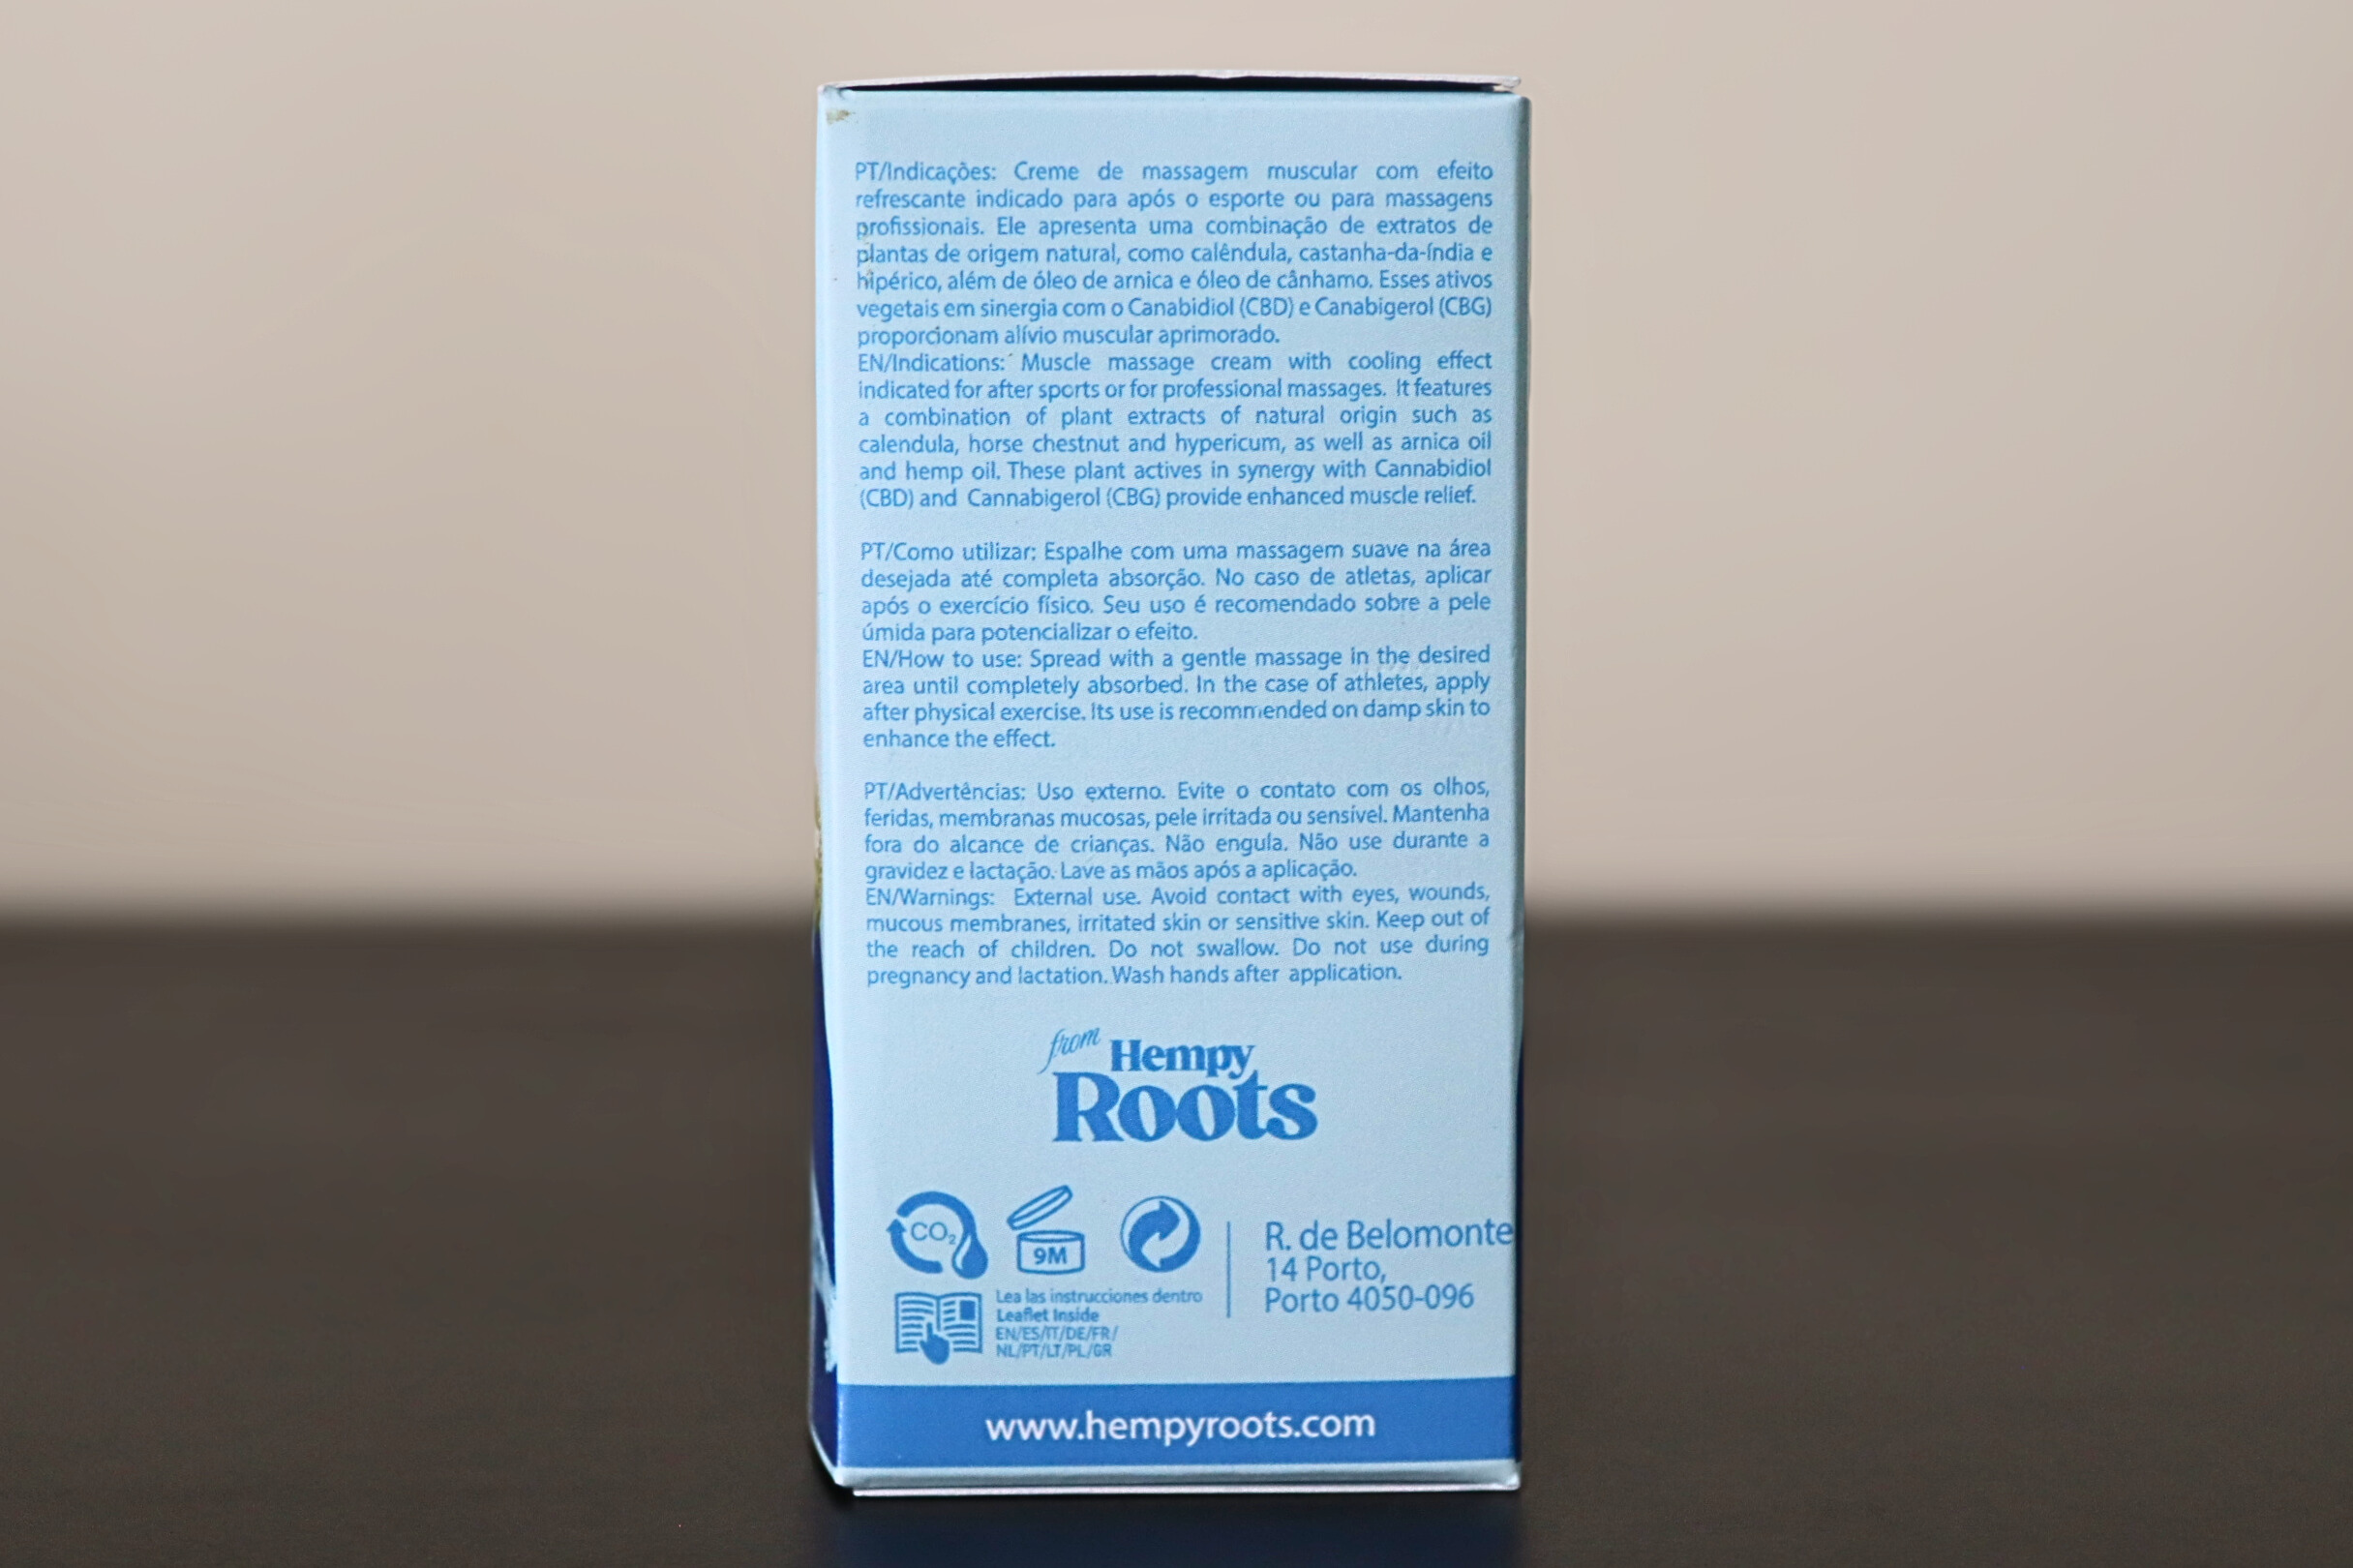 PT/Indicações: Creme de massagem muscular com efeito
refrescante indicado para após o esporte ou para massagens
profissionais. Ele apresenta uma combinação de extratos de
plantas de origem natural, como calêndula, castanha-da-índia e
hipérico, além de óleo de arnica e óleo de cânhamo. Esses ativos
vegetais em sinergia com o Canabidiol (CBD) e Canabigerol (CBG)
proporcionam alívio muscular aprimorado.
EN/Indications: Muscle massage cream with cooling effect
indicated for after sports or for professional massages. It features
a combination of plant extracts of natural origin such as
calendula, horse chestnut and hypericum, as well as arnica oil
and hemp oil. These plant actives in synergy with Cannabidiol
(CBD) and Cannabigerol (CBG) provide enhanced muscle relief.
PT/Como utilizar: Espalhe com uma massagem suave na área
desejada até completa absorção. No caso de atletas, aplicar
após o exercício físico. Seu uso é recomendado sobre a pele
úmida para potencializar o efeito.
EN/How to use: Spread with a gentle massage in the desired
area until completely absorbed. In the case of athletes, apply
after physical exercise. Its use is recommended on damp skin to
enhance the effect.
PT/Advertências: Uso externo. Evite o contato com os olhos,
feridas, membranas mucosas, pele irritada ou sensível. Mantenha
fora do alcance de crianças. Não engula. Não use durante a
gravidez e lactação. Lave as mãos após a aplicação.
EN/Warnings: External use. Avoid contact with eyes, wounds,
mucous membranes, irritated skin or sensitive skin. Keep out of
the reach of children. Do not swallow. Do not use during
pregnancy and lactation. Wash hands after application.
from Hempy
Roots
CO₂
9M
Lea las instrucciones dentro
Leaflet Inside
EN/ES/IT/DE/FR/
NL/PT/LT/PL/GR
R. de Belomonte
14 Porto,
Porto 4050-096
www.hempyroots.com